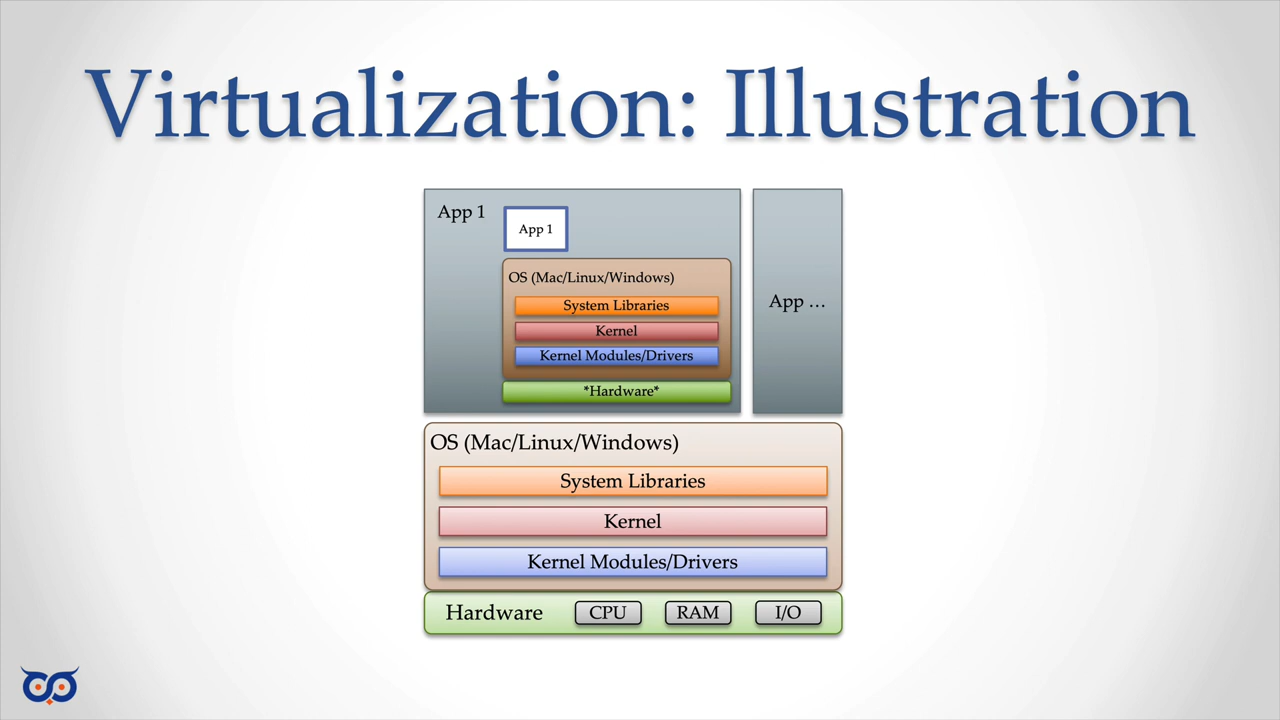 Virtualization: Illustration
App 1
App 1
OS (Mac/Linux/Windows)
System Libraries
Kernel
Kernel Modules/Drivers
*Hardware*
App …
OS (Mac/Linux/Windows)
System Libraries
Kernel
Kernel Modules/Drivers
Hardware CPU RAM I/O